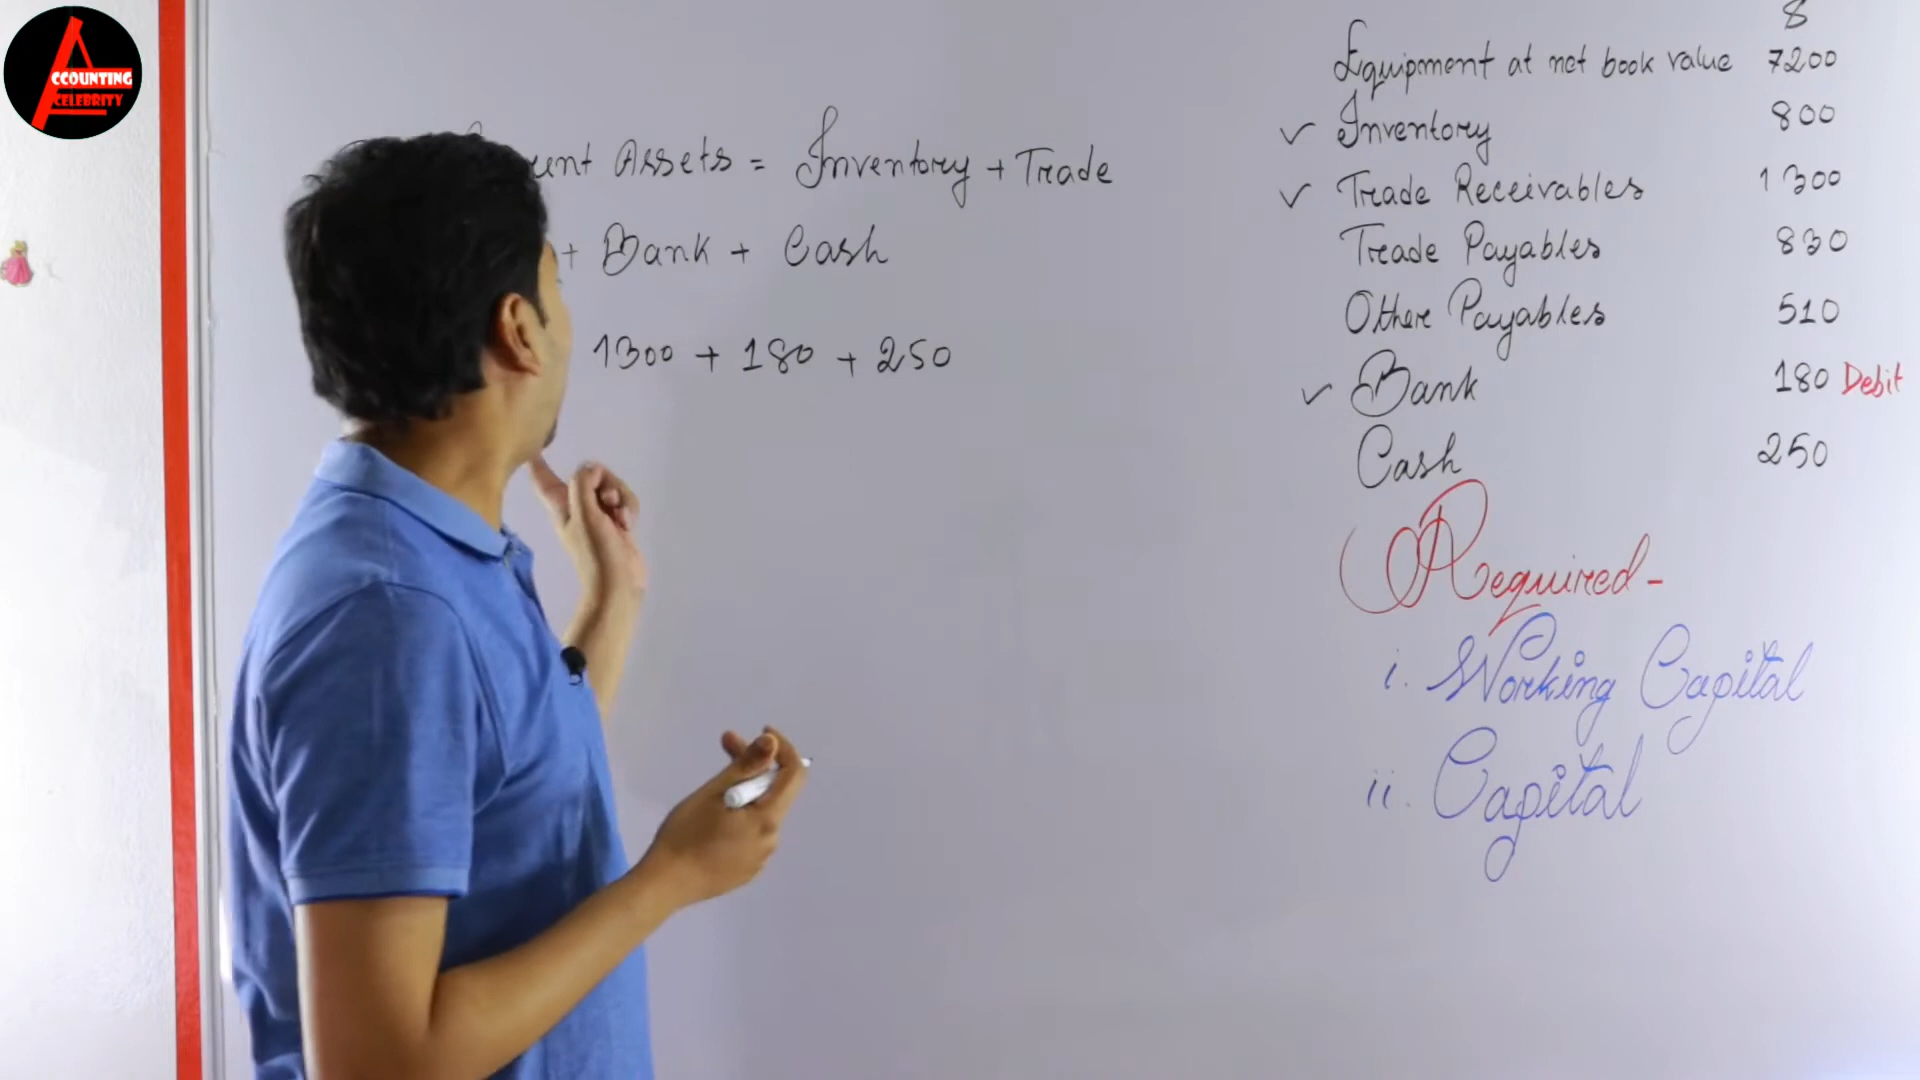 ACCOUNTING
CELEBRITY
Assets = Inventory + Trade
+ Bank + Cash
1300 + 180 + 250
$
Equipment at net book value 7200
✓ Inventory 800
✓ Trade Receivables 1300
Trade Payables 830
Other Payables 510
✓ Bank 180 Debit
Cash 250
Required -
i. Working Capital
ii. Capital